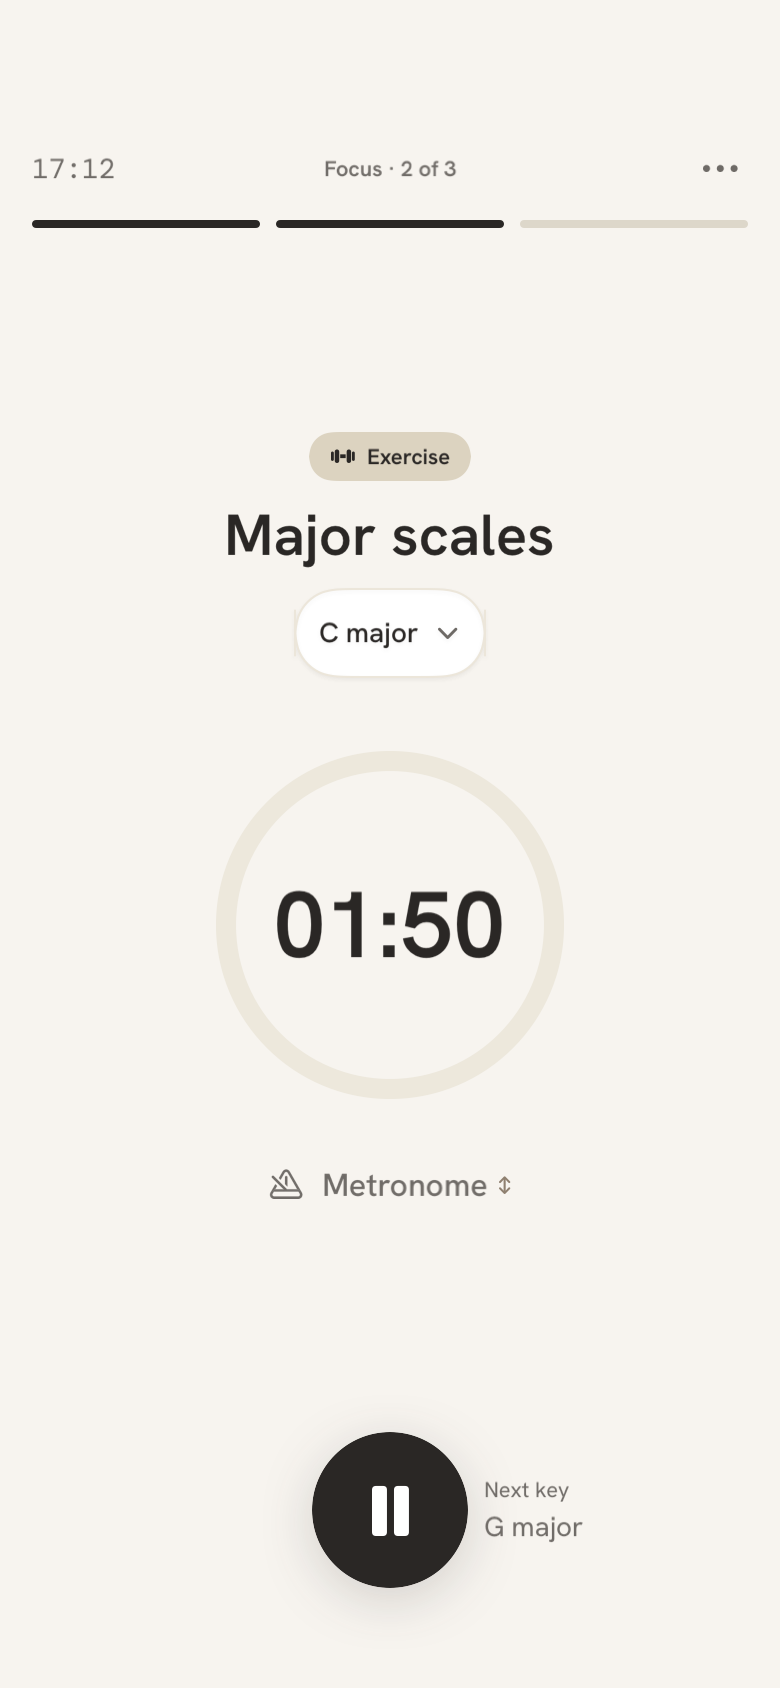 17:12
Focus · 2 of 3
Exercise
Major scales
C major
01:50
Metronome
Next key
G major